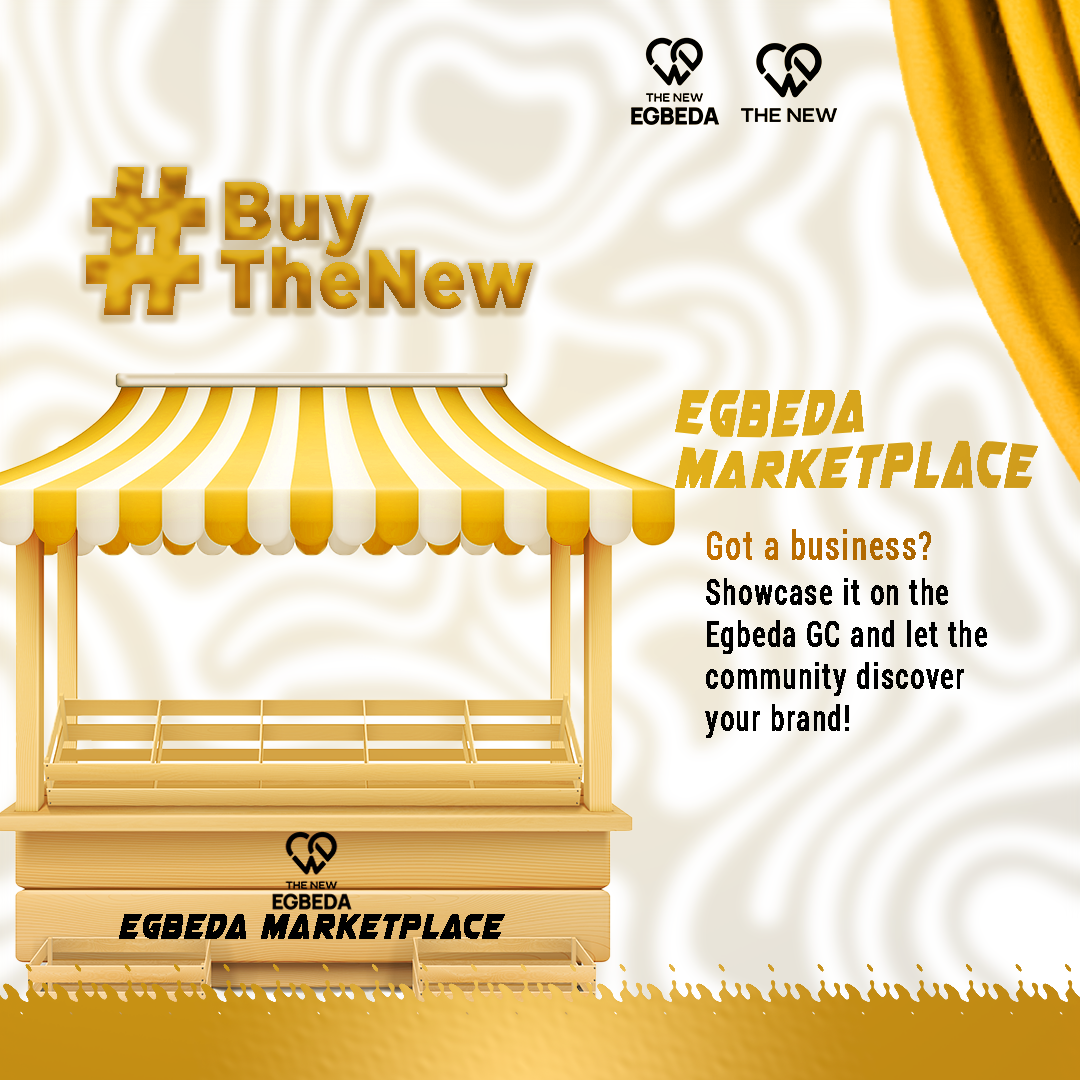 THE NEW
EGBEDA
THE NEW
#Buy
TheNew
EGBEDA
MARKETPLACE
Got a business?
Showcase it on the
Egbeda GC and let the
community discover
your brand!
THE NEW
EGBEDA
EGBEDA MARKETPLACE